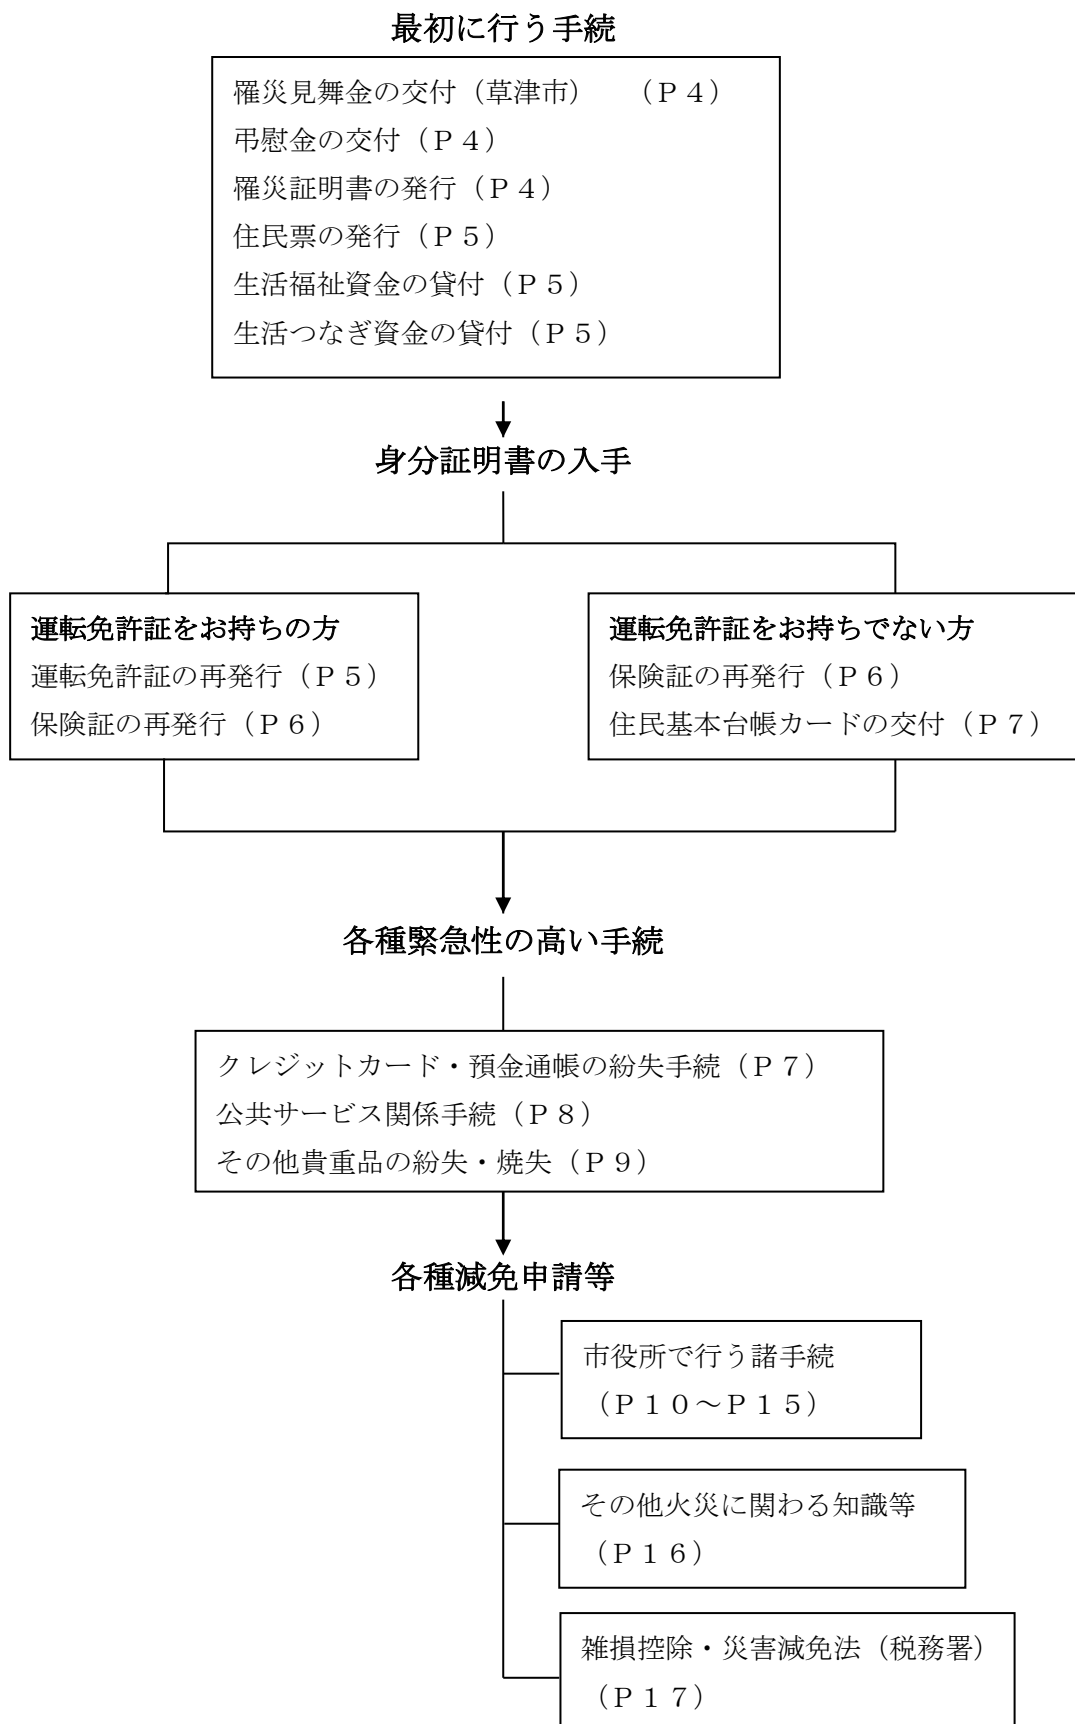 最初に行う手続
罹災見舞金の交付（草津市）　（Ｐ４）
弔慰金の交付（Ｐ４）
罹災証明書の発行（Ｐ４）
住民票の発行（Ｐ５）
生活福祉資金の貸付（Ｐ５）
生活つなぎ資金の貸付（Ｐ５）
身分証明書の入手
運転免許証をお持ちの方
運転免許証の再発行（Ｐ５）
保険証の再発行（Ｐ６）
運転免許証をお持ちでない方
保険証の再発行（Ｐ６）
住民基本台帳カードの交付（Ｐ７）
各種緊急性の高い手続
クレジットカード・預金通帳の紛失手続（Ｐ７）
公共サービス関係手続（Ｐ８）
その他貴重品の紛失・焼失（Ｐ９）
各種減免申請等
市役所で行う諸手続
（Ｐ１０～Ｐ１５）
その他火災に関わる知識等
（Ｐ１６）
雑損控除・災害減免法（税務署）
（Ｐ１７）